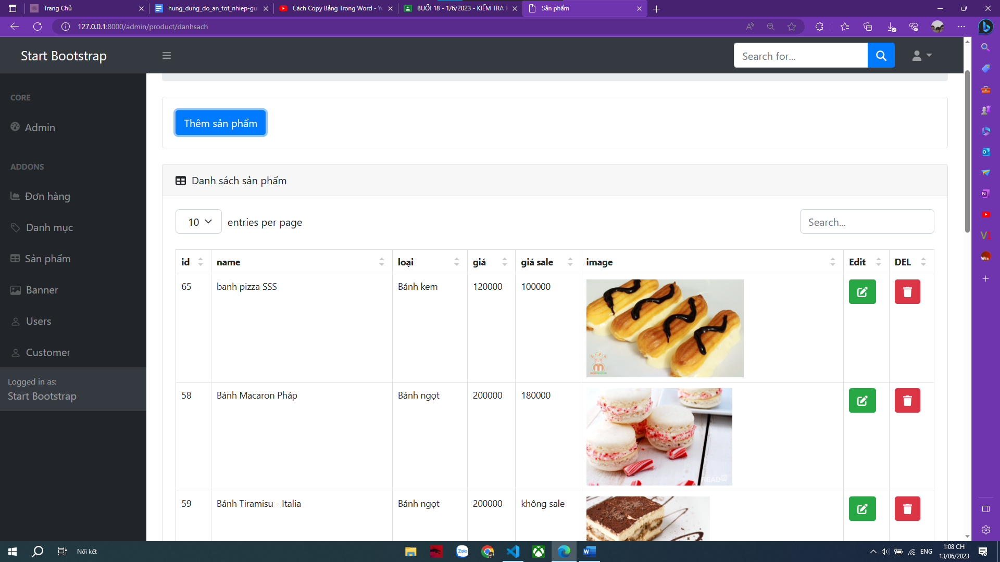 Trang Chủ
hung_dung_do_an_tot_nhiep-gui
Cách Copy Bảng Trong Word - Yo
BUỔI 18 - 1/6/2023 - KIỂM TRA K
Sản phẩm
127.0.0.1:8000/admin/product/danhsach
Start Bootstrap
Search for...
CORE
Admin
ADDONS
Đơn hàng
Danh mục
Sản phẩm
Banner
Users
Customer
Logged in as:
Start Bootstrap
Thêm sản phẩm
Danh sách sản phẩm
10 entries per page
Search...
id name loại giá giá sale image Edit DEL
65 banh pizza SSS Bánh kem 120000 100000
58 Bánh Macaron Pháp Bánh ngọt 200000 180000
READ
59 Bánh Tiramisu - Italia Bánh ngọt 200000 không sale
Nối kết
Zalo
ENG
1:08 CH
13/06/2023